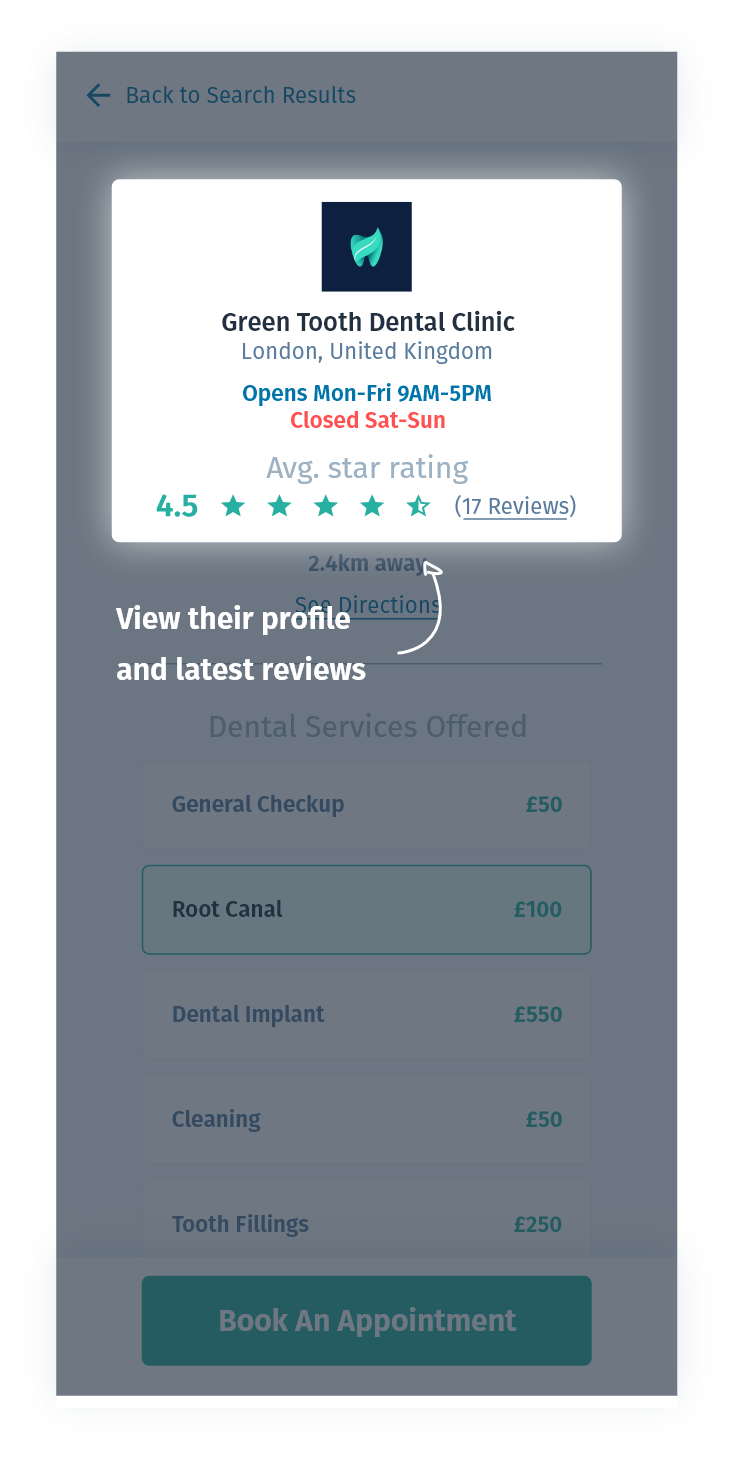 Back to Search Results
Green Tooth Dental Clinic
London, United Kingdom
Opens Mon-Fri 9AM-5PM
Closed Sat-Sun
Avg. star rating
4.5 (17 Reviews)
2.4km away
See Directions
View their profile
and latest reviews
Dental Services Offered
General Checkup £50
Root Canal £100
Dental Implant £550
Cleaning £50
Tooth Fillings £250
Book An Appointment